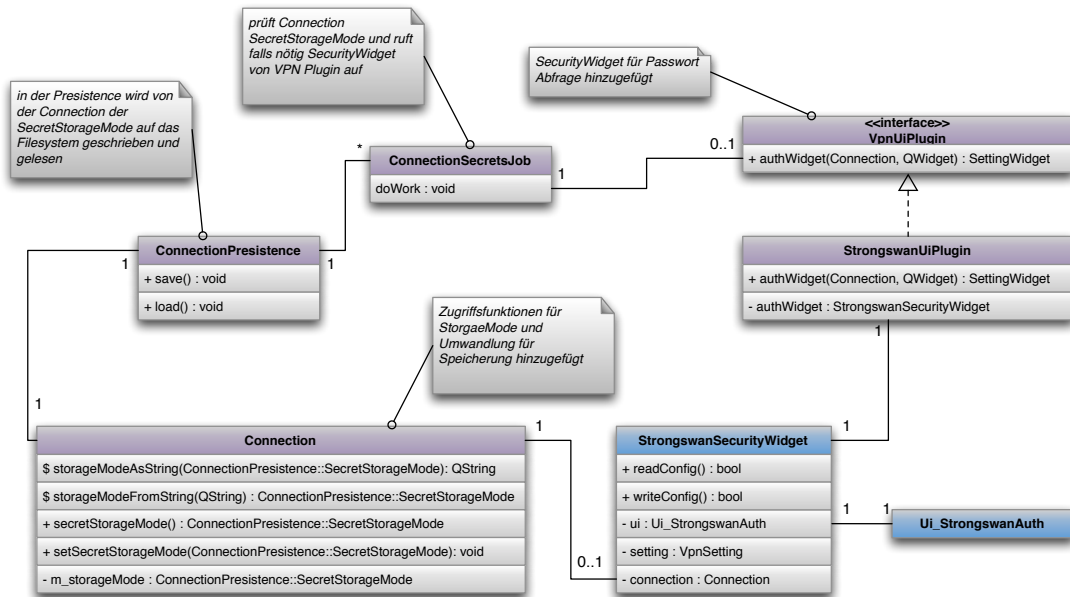 prüft Connection
SecretStorageMode und ruft
falls nötig SecurityWidget
von VPN Plugin auf
SecurityWidget für Passwort
Abfrage hinzugefügt
in der Presistence wird von
der Connection der
SecretStorageMode auf das
Filesystem geschrieben und
gelesen
<<interface>>
VpnUiPlugin
+ authWidget(Connection, QWidget) : SettingWidget
0..1
*
ConnectionSecretsJob
doWork : void
1
ConnectionPresistence
+ save() : void
+ load() : void
1
1
StrongswanUiPlugin
+ authWidget(Connection, QWidget) : SettingWidget
- authWidget : StrongswanSecurityWidget
1
Zugriffsfunktionen für
StorgaeMode und
Umwandlung für
Speicherung hinzugefügt
1
Connection
$ storageModeAsString(ConnectionPresistence::SecretStorageMode): QString
$ storageModeFromString(QString) : ConnectionPresistence::SecretStorageMode
+ secretStorageMode() : ConnectionPresistence::SecretStorageMode
+ setSecretStorageMode(ConnectionPresistence::SecretStorageMode): void
- m_storageMode : ConnectionPresistence::SecretStorageMode
1
0..1
StrongswanSecurityWidget
+ readConfig() : bool
+ writeConfig() : bool
- ui : Ui_StrongswanAuth
- setting : VpnSetting
- connection : Connection
1
1
1
Ui_StrongswanAuth